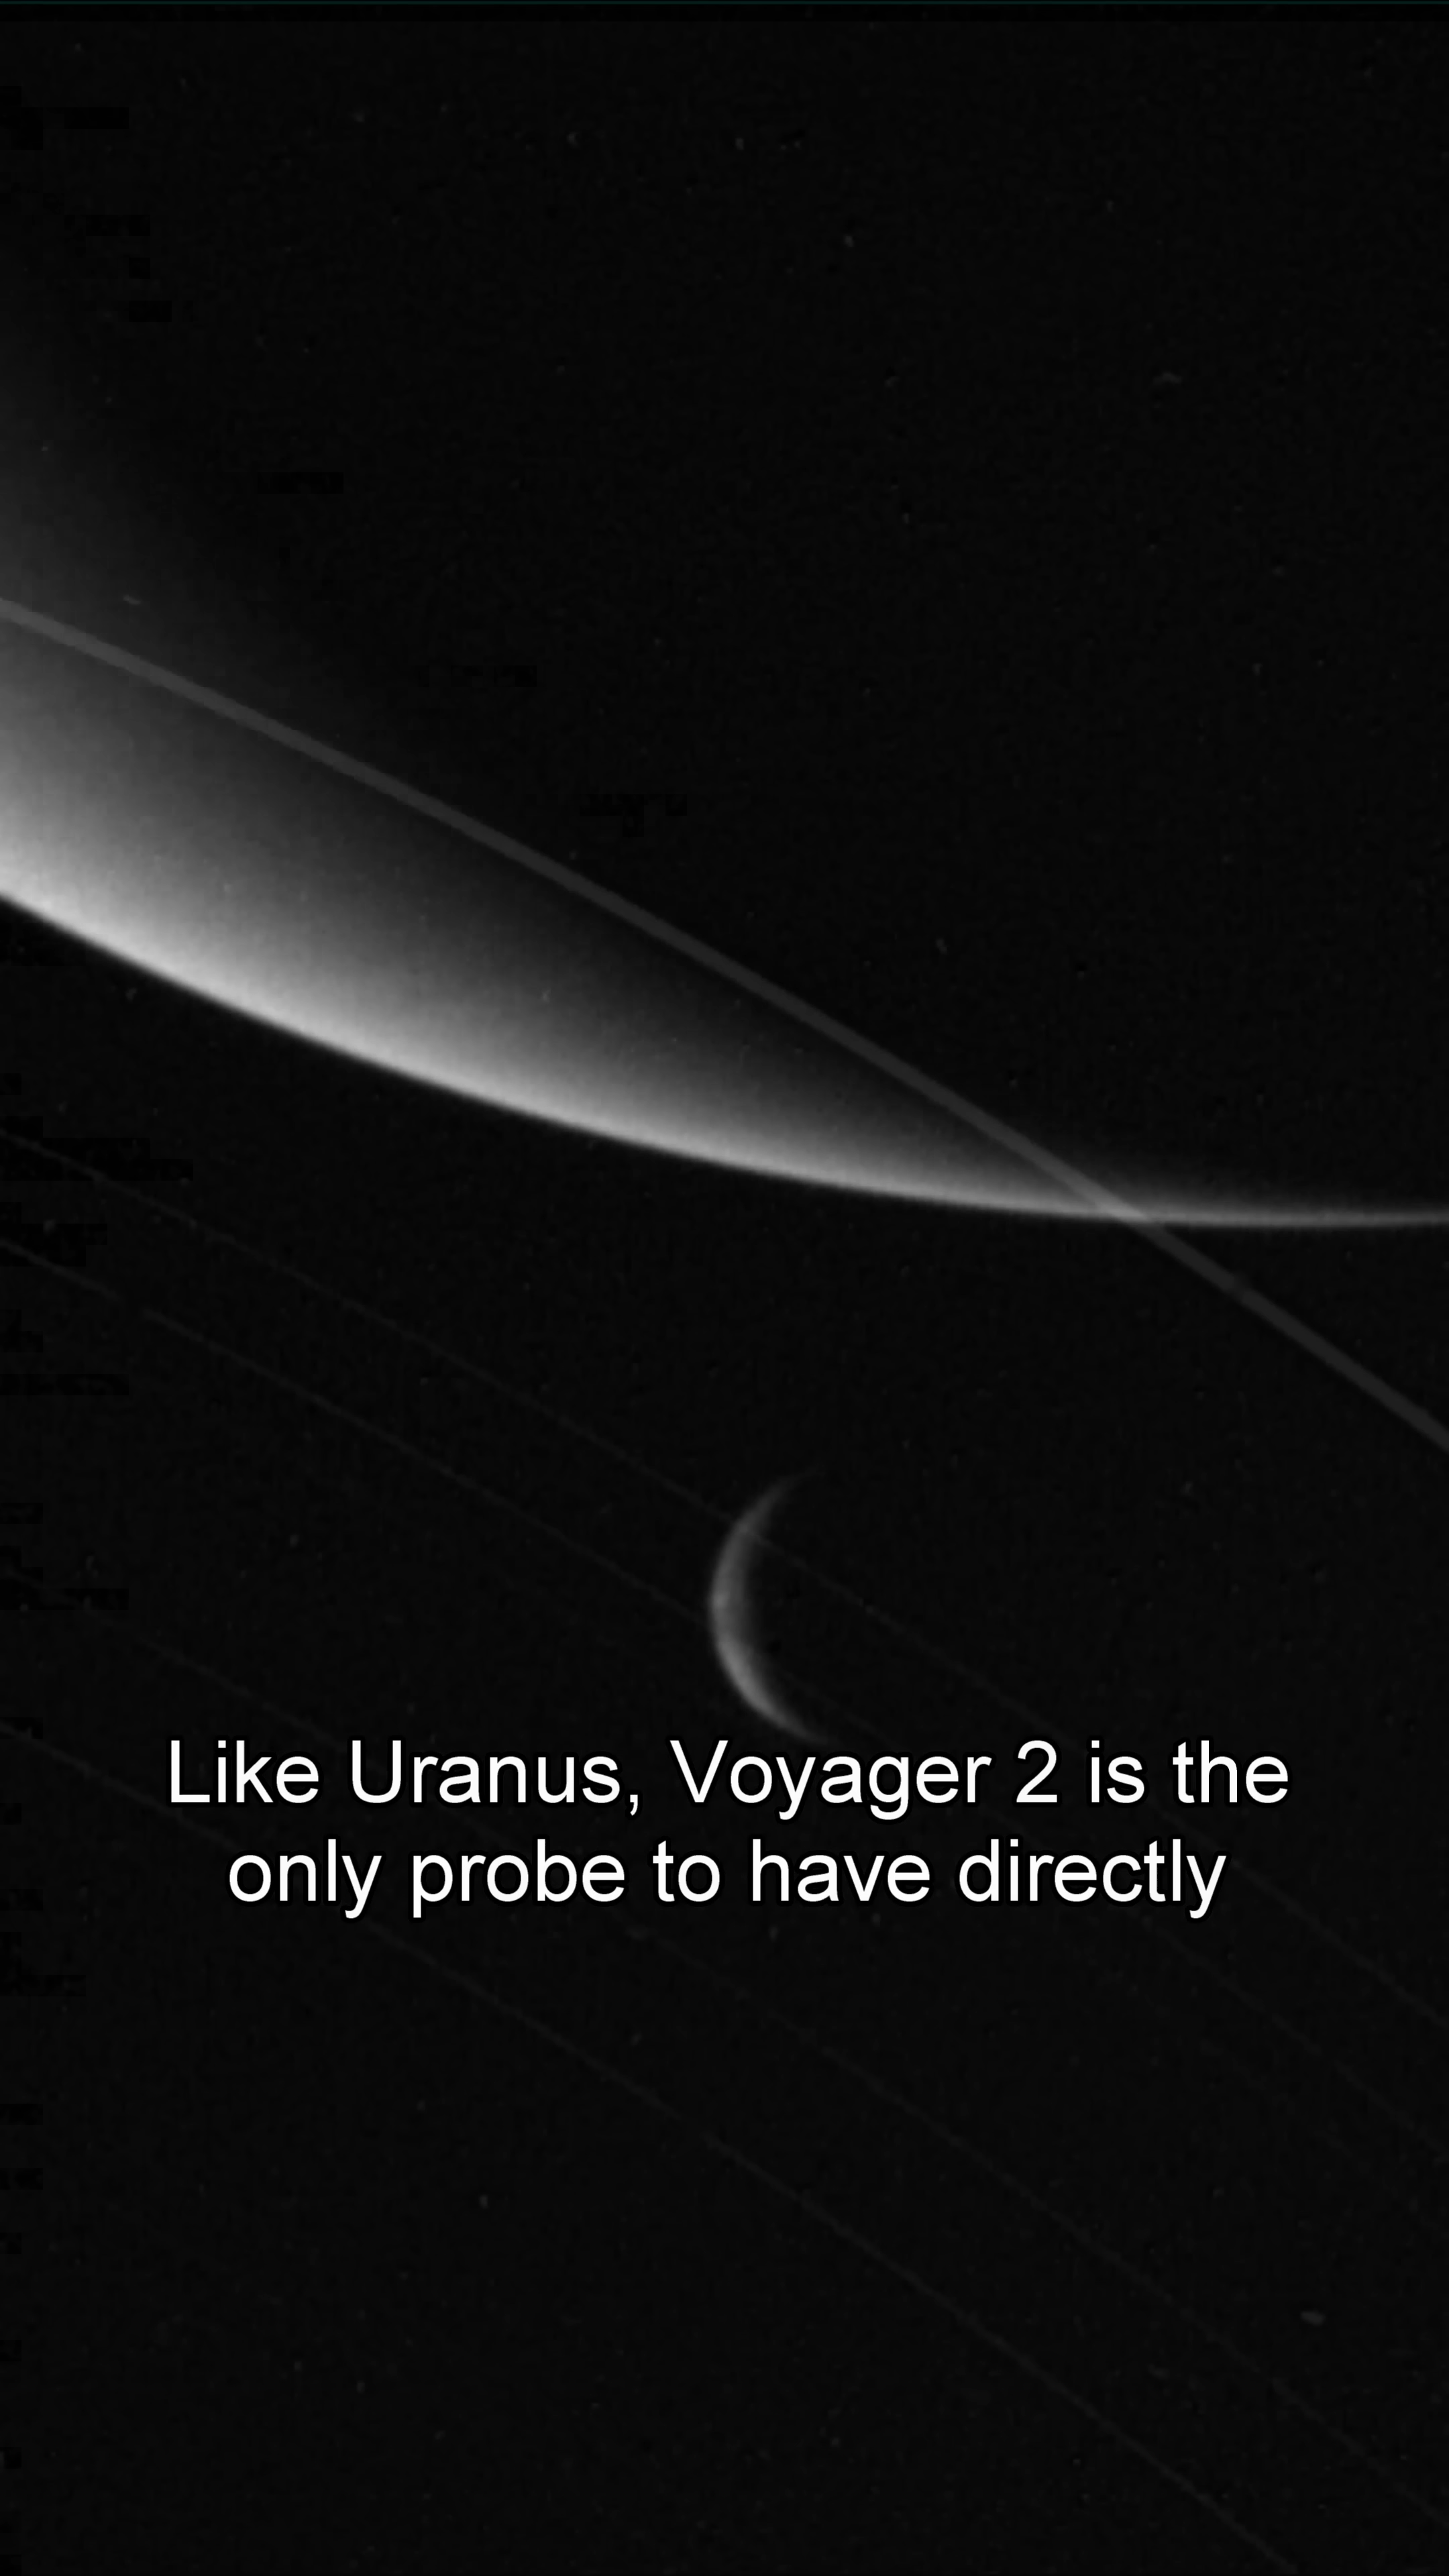 Like Uranus, Voyager 2 is the
only probe to have directly